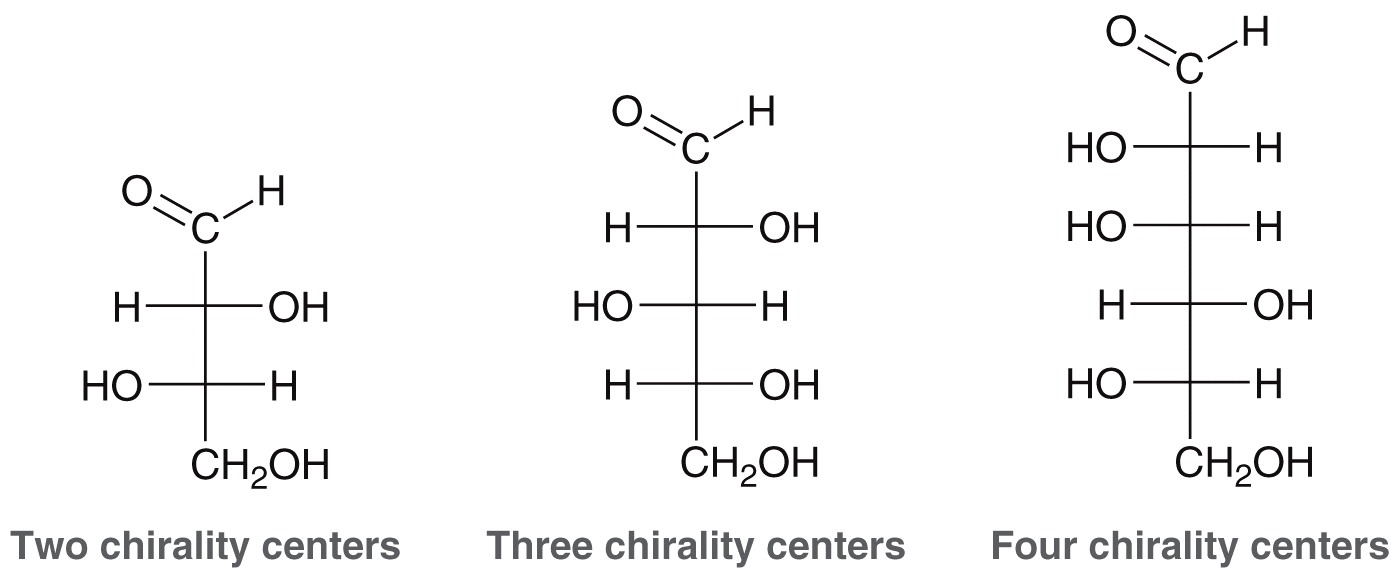 O H
C
H OH
HO H
CH2OH
Two chirality centers
O H
C
H OH
HO H
H OH
CH2OH
Three chirality centers
O H
C
HO H
HO H
H OH
HO H
CH2OH
Four chirality centers